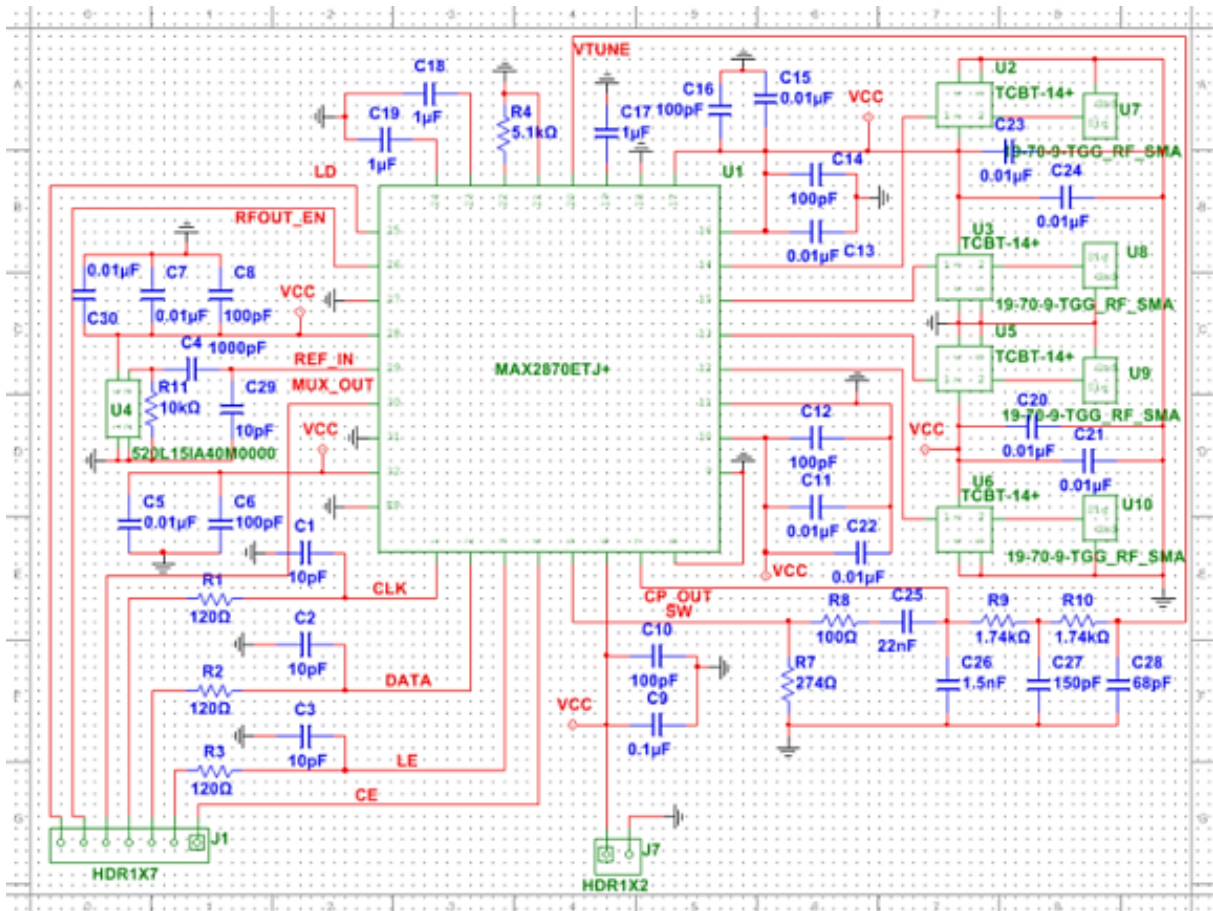 VTUNE
C18
1µF
C19
1µF
R4
5.1kΩ
C17
1µF
C16
100pF
C15
0.01µF
VCC
U2
TCBT-14+
U7
C23
19-70-9-TGG_RF_SMA
0.01µF
LD
U1
C14
100pF
C24
0.01µF
RFOUT_EN
0.01µF
C13
U3
TCBT-14+
U8
19-70-9-TGG_RF_SMA
0.01µF
C30
C7
0.01µF
C8
100pF
VCC
C4
1000pF
REF_IN
MAX2870ETJ+
U5
TCBT-14+
U9
19-70-9-TGG_RF_SMA
U4
R11
10kΩ
C29
10pF
MUX_OUT
VCC
520L15IA40M0000
C12
100pF
C11
0.01µF
C22
0.01µF
VCC
C20
0.01µF
VCC
C21
0.01µF
U6
TCBT-14+
U10
19-70-9-TGG_RF_SMA
C5
0.01µF
C6
100pF
C1
10pF
R1
120Ω
CLK
CP_OUT
SW
C2
10pF
R2
120Ω
DATA
C10
100pF
VCC
C9
0.1µF
R8
100Ω
C25
22nF
R9
1.74kΩ
R10
1.74kΩ
R7
274Ω
C26
1.5nF
C27
150pF
C28
68pF
C3
10pF
R3
120Ω
LE
CE
J1
HDR1X7
J7
HDR1X2